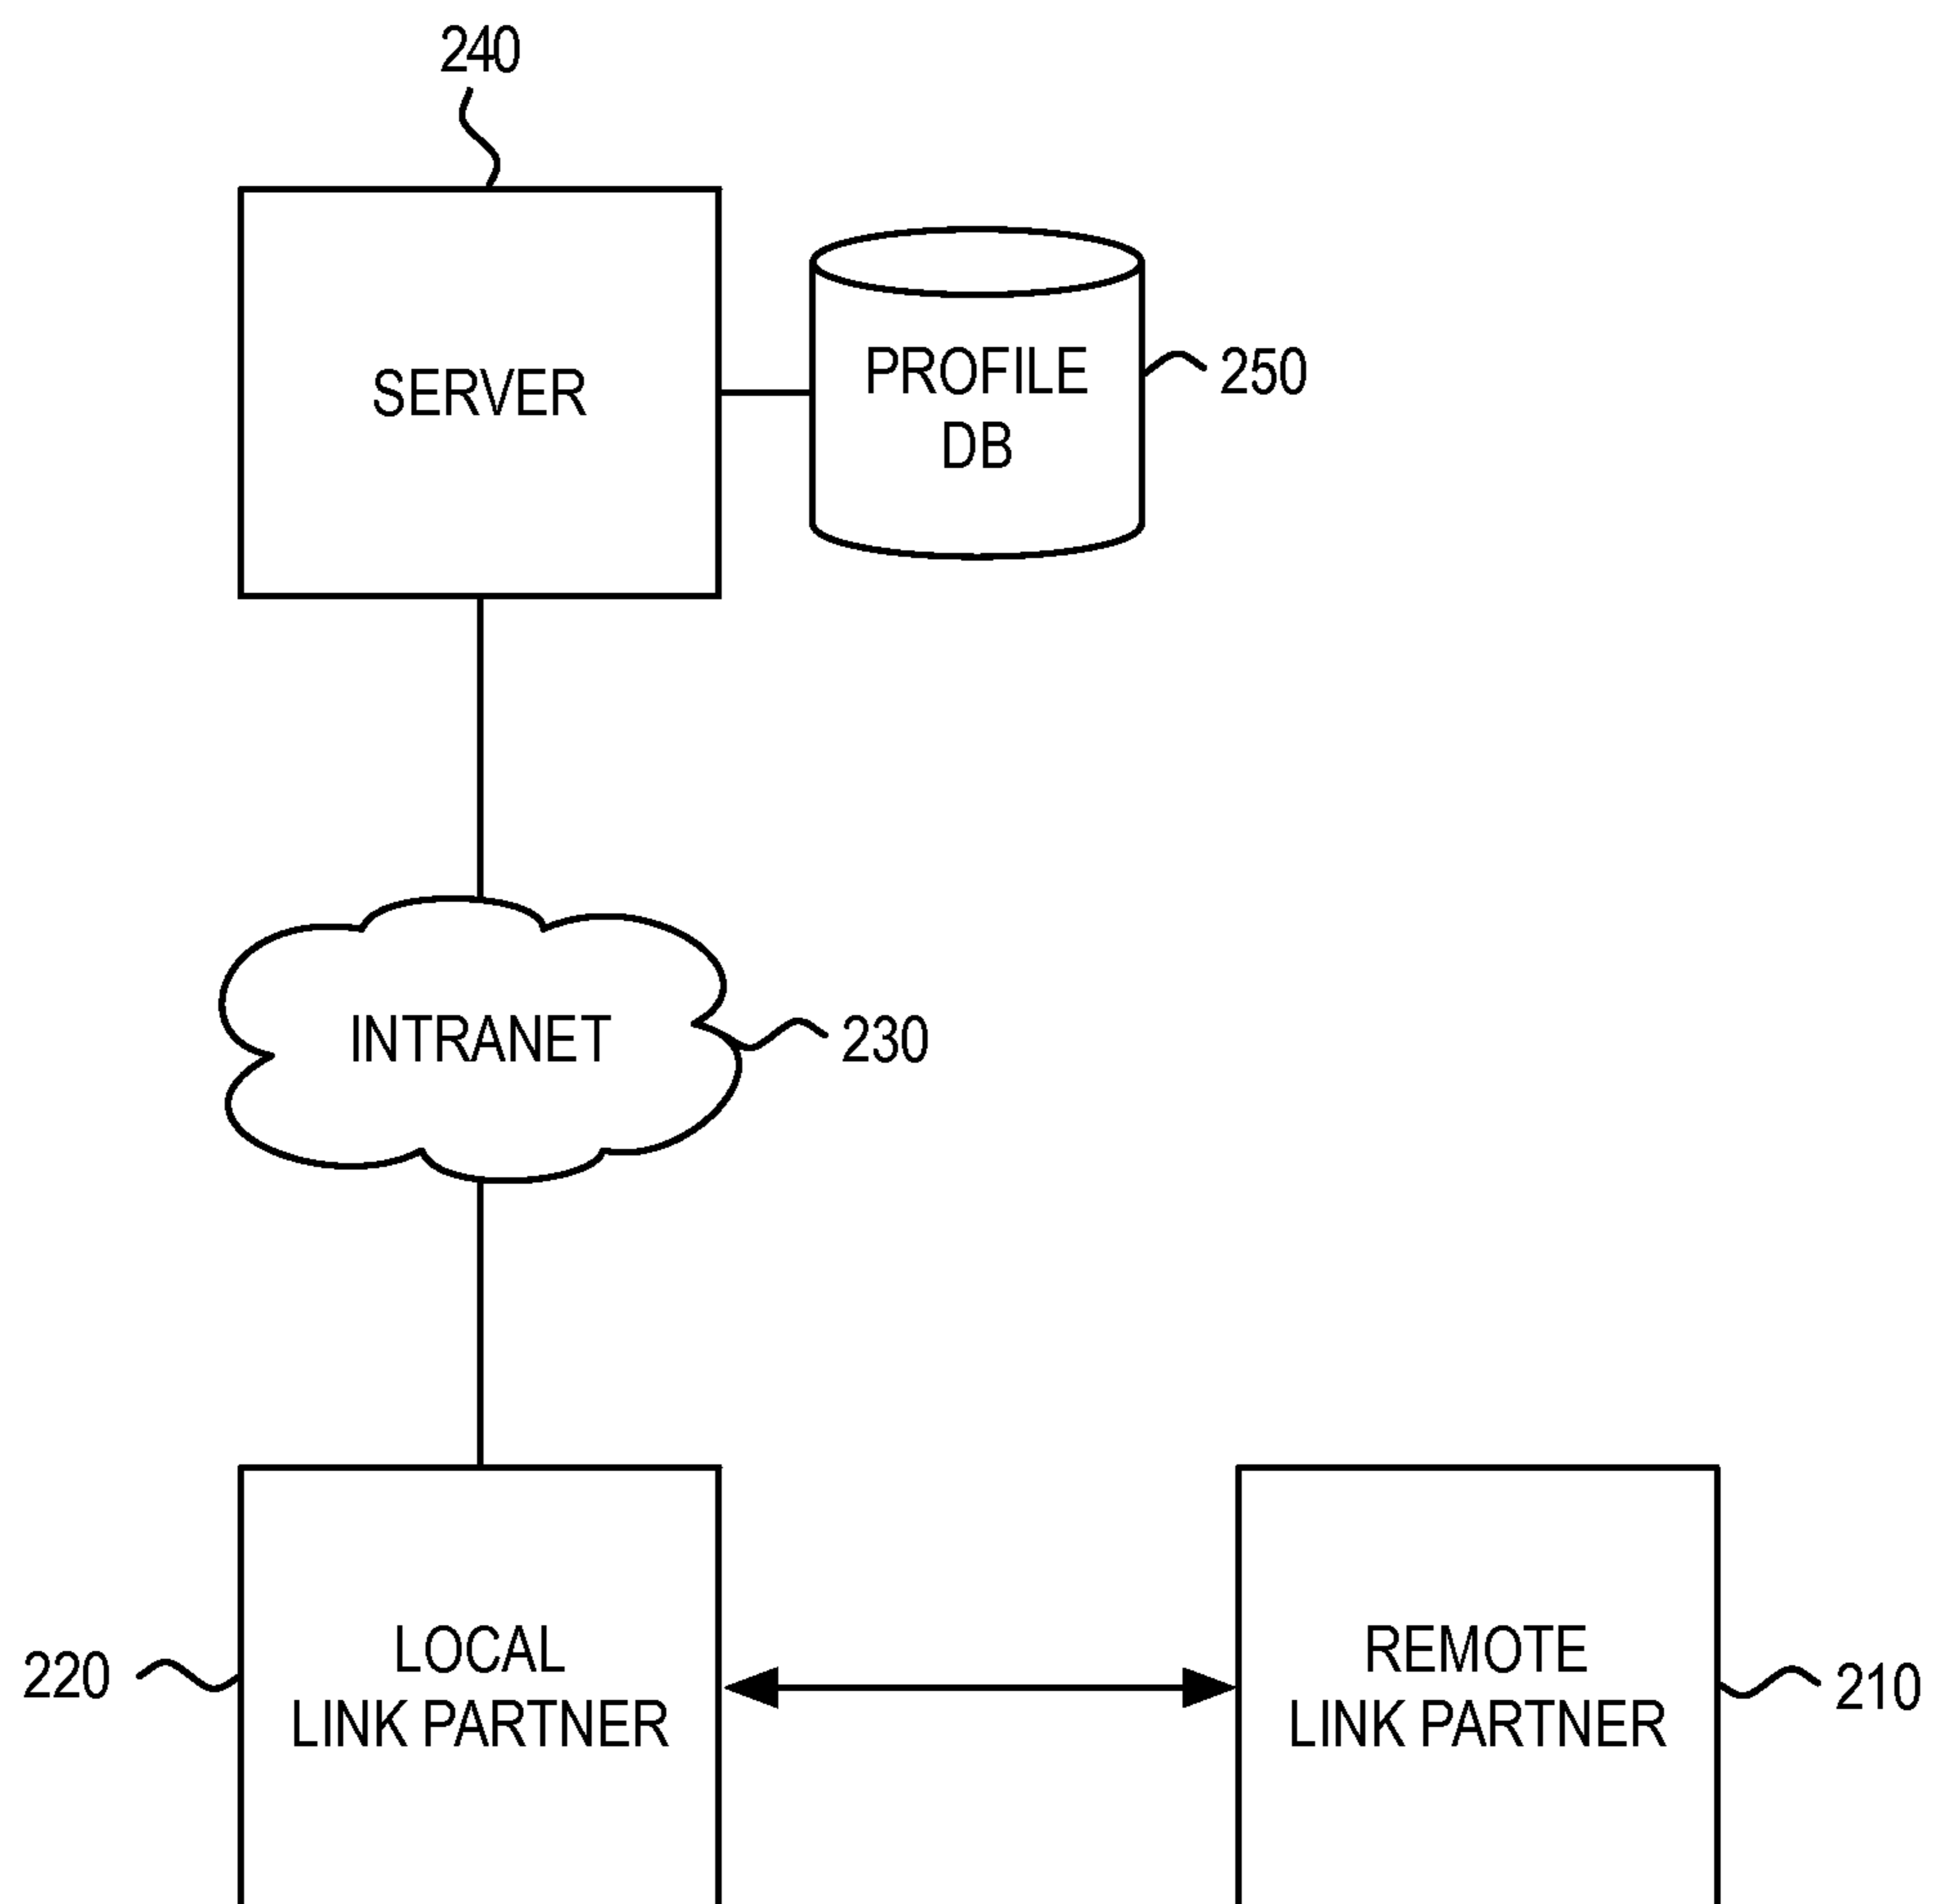 240
SERVER
PROFILE
DB
250
INTRANET
230
LOCAL
LINK PARTNER
220
REMOTE
LINK PARTNER
210